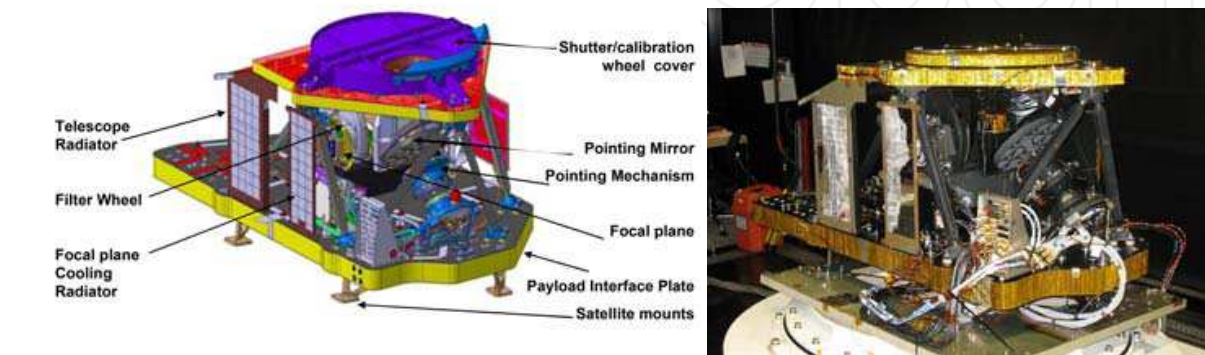 Shutter/calibration
wheel cover
Telescope
Radiator
Pointing Mirror
Pointing Mechanism
Filter Wheel
Focal plane
Focal plane
Cooling
Radiator
Payload Interface Plate
Satellite mounts